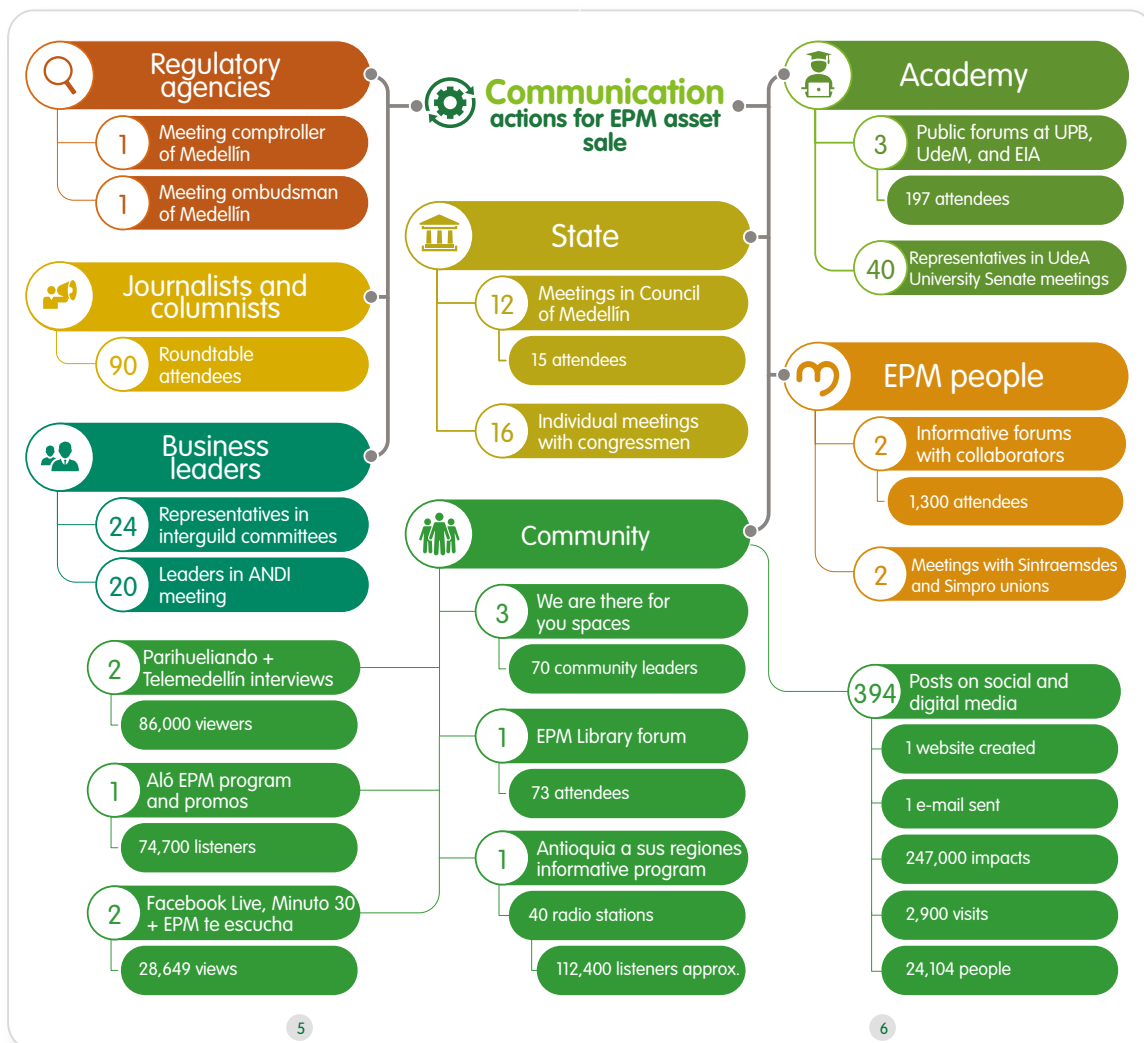 Communication
actions for EPM asset
sale
Regulatory
agencies
1
Meeting comptroller
of Medellín
1
Meeting ombudsman
of Medellín
Journalists and
columnists
90
Roundtable
attendees
Business
leaders
24
Representatives in
interguild committees
20
Leaders in ANDI
meeting
State
12
Meetings in Council
of Medellín
15 attendees
16
Individual meetings
with congressmen
Academy
3
Public forums at UPB,
UdeM, and EIA
197 attendees
40
Representatives in UdeA
University Senate meetings
EPM people
2
Informative forums
with collaborators
1,300 attendees
2
Meetings with Sintraemsdes
and Simpro unions
Community
3
We are there for
you spaces
70 community leaders
1
EPM Library forum
73 attendees
1
Antioquia a sus regiones
informative program
40 radio stations
112,400 listeners approx.
2
Parihueliando +
Telemedellín interviews
86,000 viewers
1
Aló EPM program
and promos
74,700 listeners
2
Facebook Live, Minuto 30
+ EPM te escucha
28,649 views
394
Posts on social and
digital media
1 website created
1 e-mail sent
247,000 impacts
2,900 visits
24,104 people
5
6